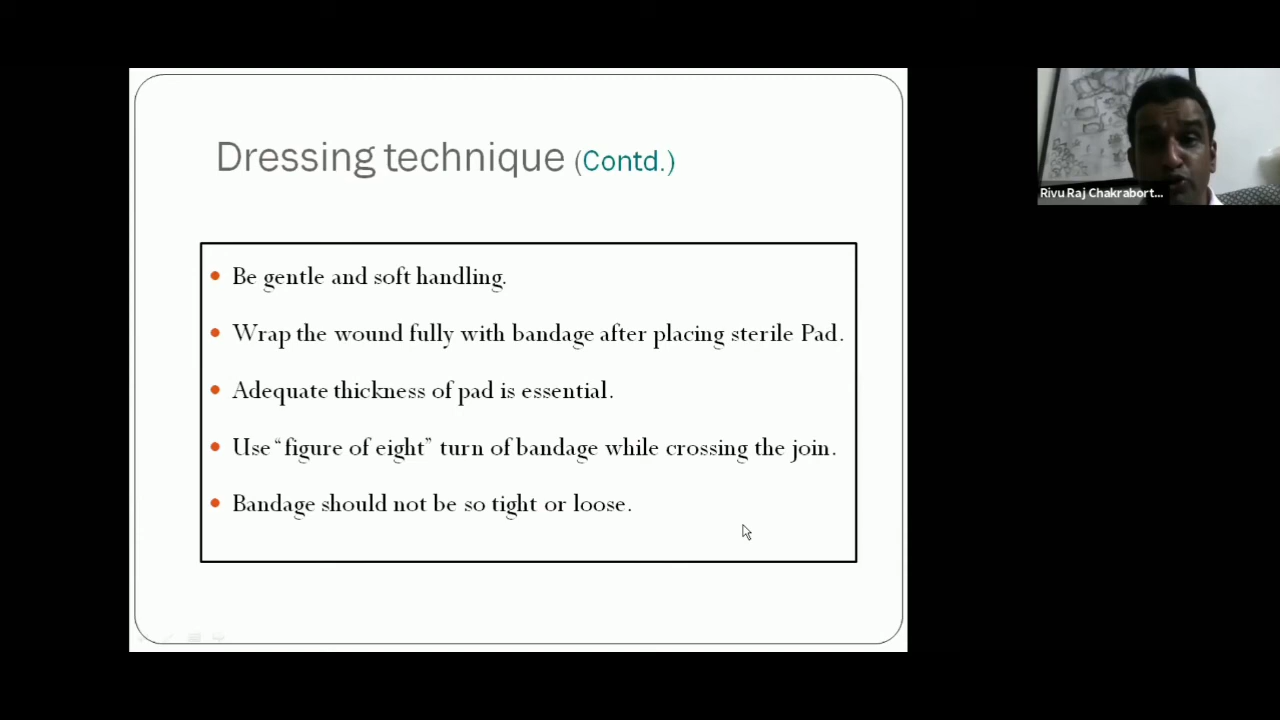 Dressing technique (Contd.)
Be gentle and soft handling.
Wrap the wound fully with bandage after placing sterile Pad.
Adequate thickness of pad is essential.
Use “figure of eight” turn of bandage while crossing the join.
Bandage should not be so tight or loose.
Rivu Raj Chakrabort...